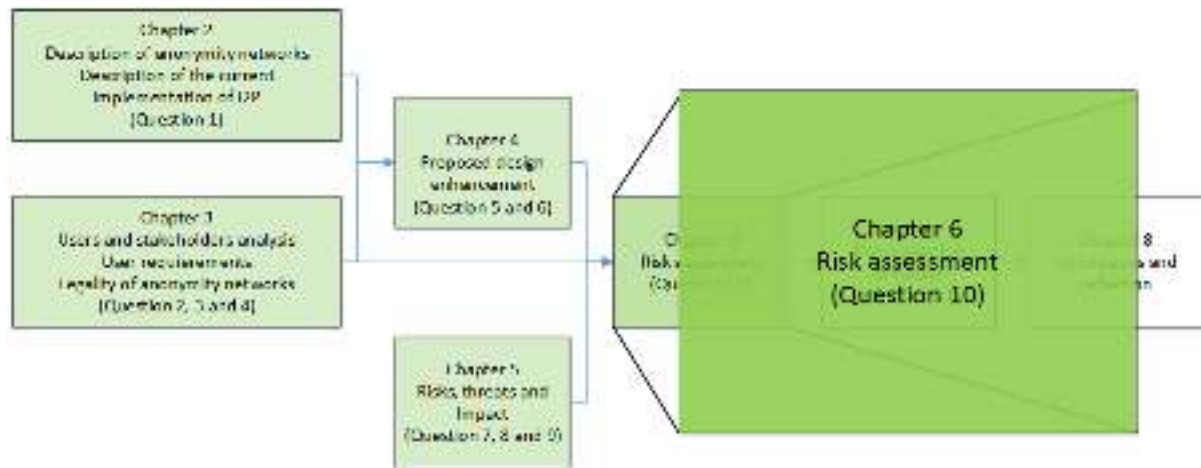 Chapter 2
Description of anonymity networks
Description of the current
Implementation of I2P
(Question 1)
Chapter 3
Users and stakeholders analysis
User requirements
Legality of anonymity networks
(Question 2, 3 and 4)
Chapter 4
Proposed design
enhancement
(Question 5 and 6)
Chapter 5
Risks, threats and
Impact
(Question 7, 8 and 9)
Chapter 6
Risk assessment
(Question 10)
8
and